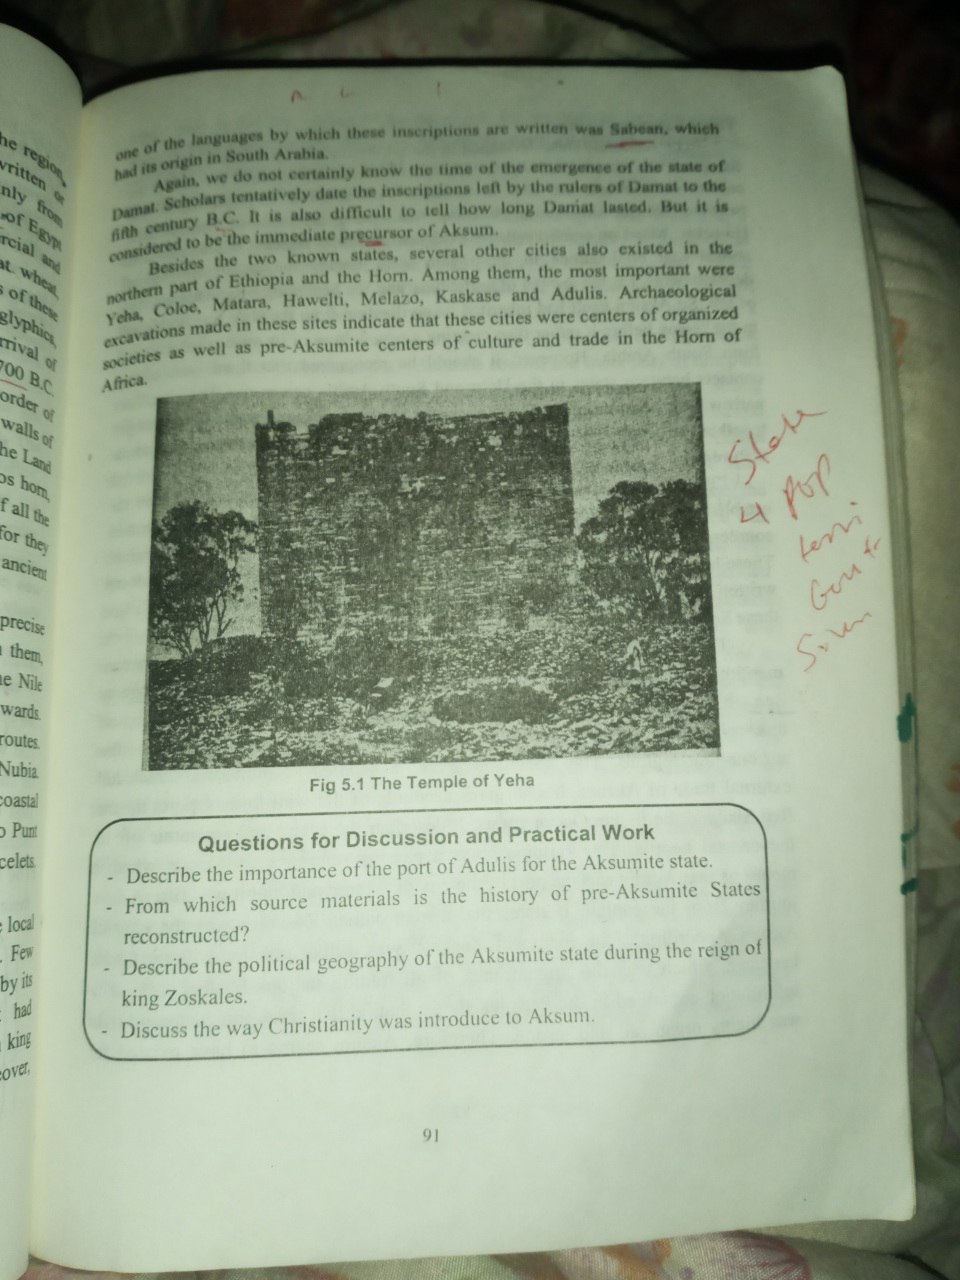 he region,
written or
nly from
of Egypt
rcial and
at. wheat,
s of these
glyphics,
rrival of
700 B.C.
order of
walls of
he Land
os horn,
f all the
for they
ancient
precise
them,
ne Nile
wards.
routes.
Nubia
coastal
o Punt
celets.
local
. Few
by its
had
king
eover,
one of the languages by which these inscriptions are written was Sabean, which
had its origin in South Arabia.
Again, we do not certainly know the time of the emergence of the state of
Damat. Scholars tentatively date the inscriptions left by the rulers of Damat to the
fifth century B.C. It is also difficult to tell how long Damat lasted. But it is
considered to be the immediate precursor of Aksum.
Besides the two known states, several other cities also existed in the
northern part of Ethiopia and the Horn. Among them, the most important were
Yeha, Coloe, Matara, Hawelti, Melazo, Kaskase and Adulis. Archaeological
excavations made in these sites indicate that these cities were centers of organized
societies as well as pre-Aksumite centers of culture and trade in the Horn of
Africa.
State
4 pop
Fig 5.1 The Temple of Yeha
Questions for Discussion and Practical Work
- Describe the importance of the port of Adulis for the Aksumite state.
- From which source materials is the history of pre-Aksumite States
reconstructed?
- Describe the political geography of the Aksumite state during the reign of
king Zoskales.
- Discuss the way Christianity was introduce to Aksum.
91